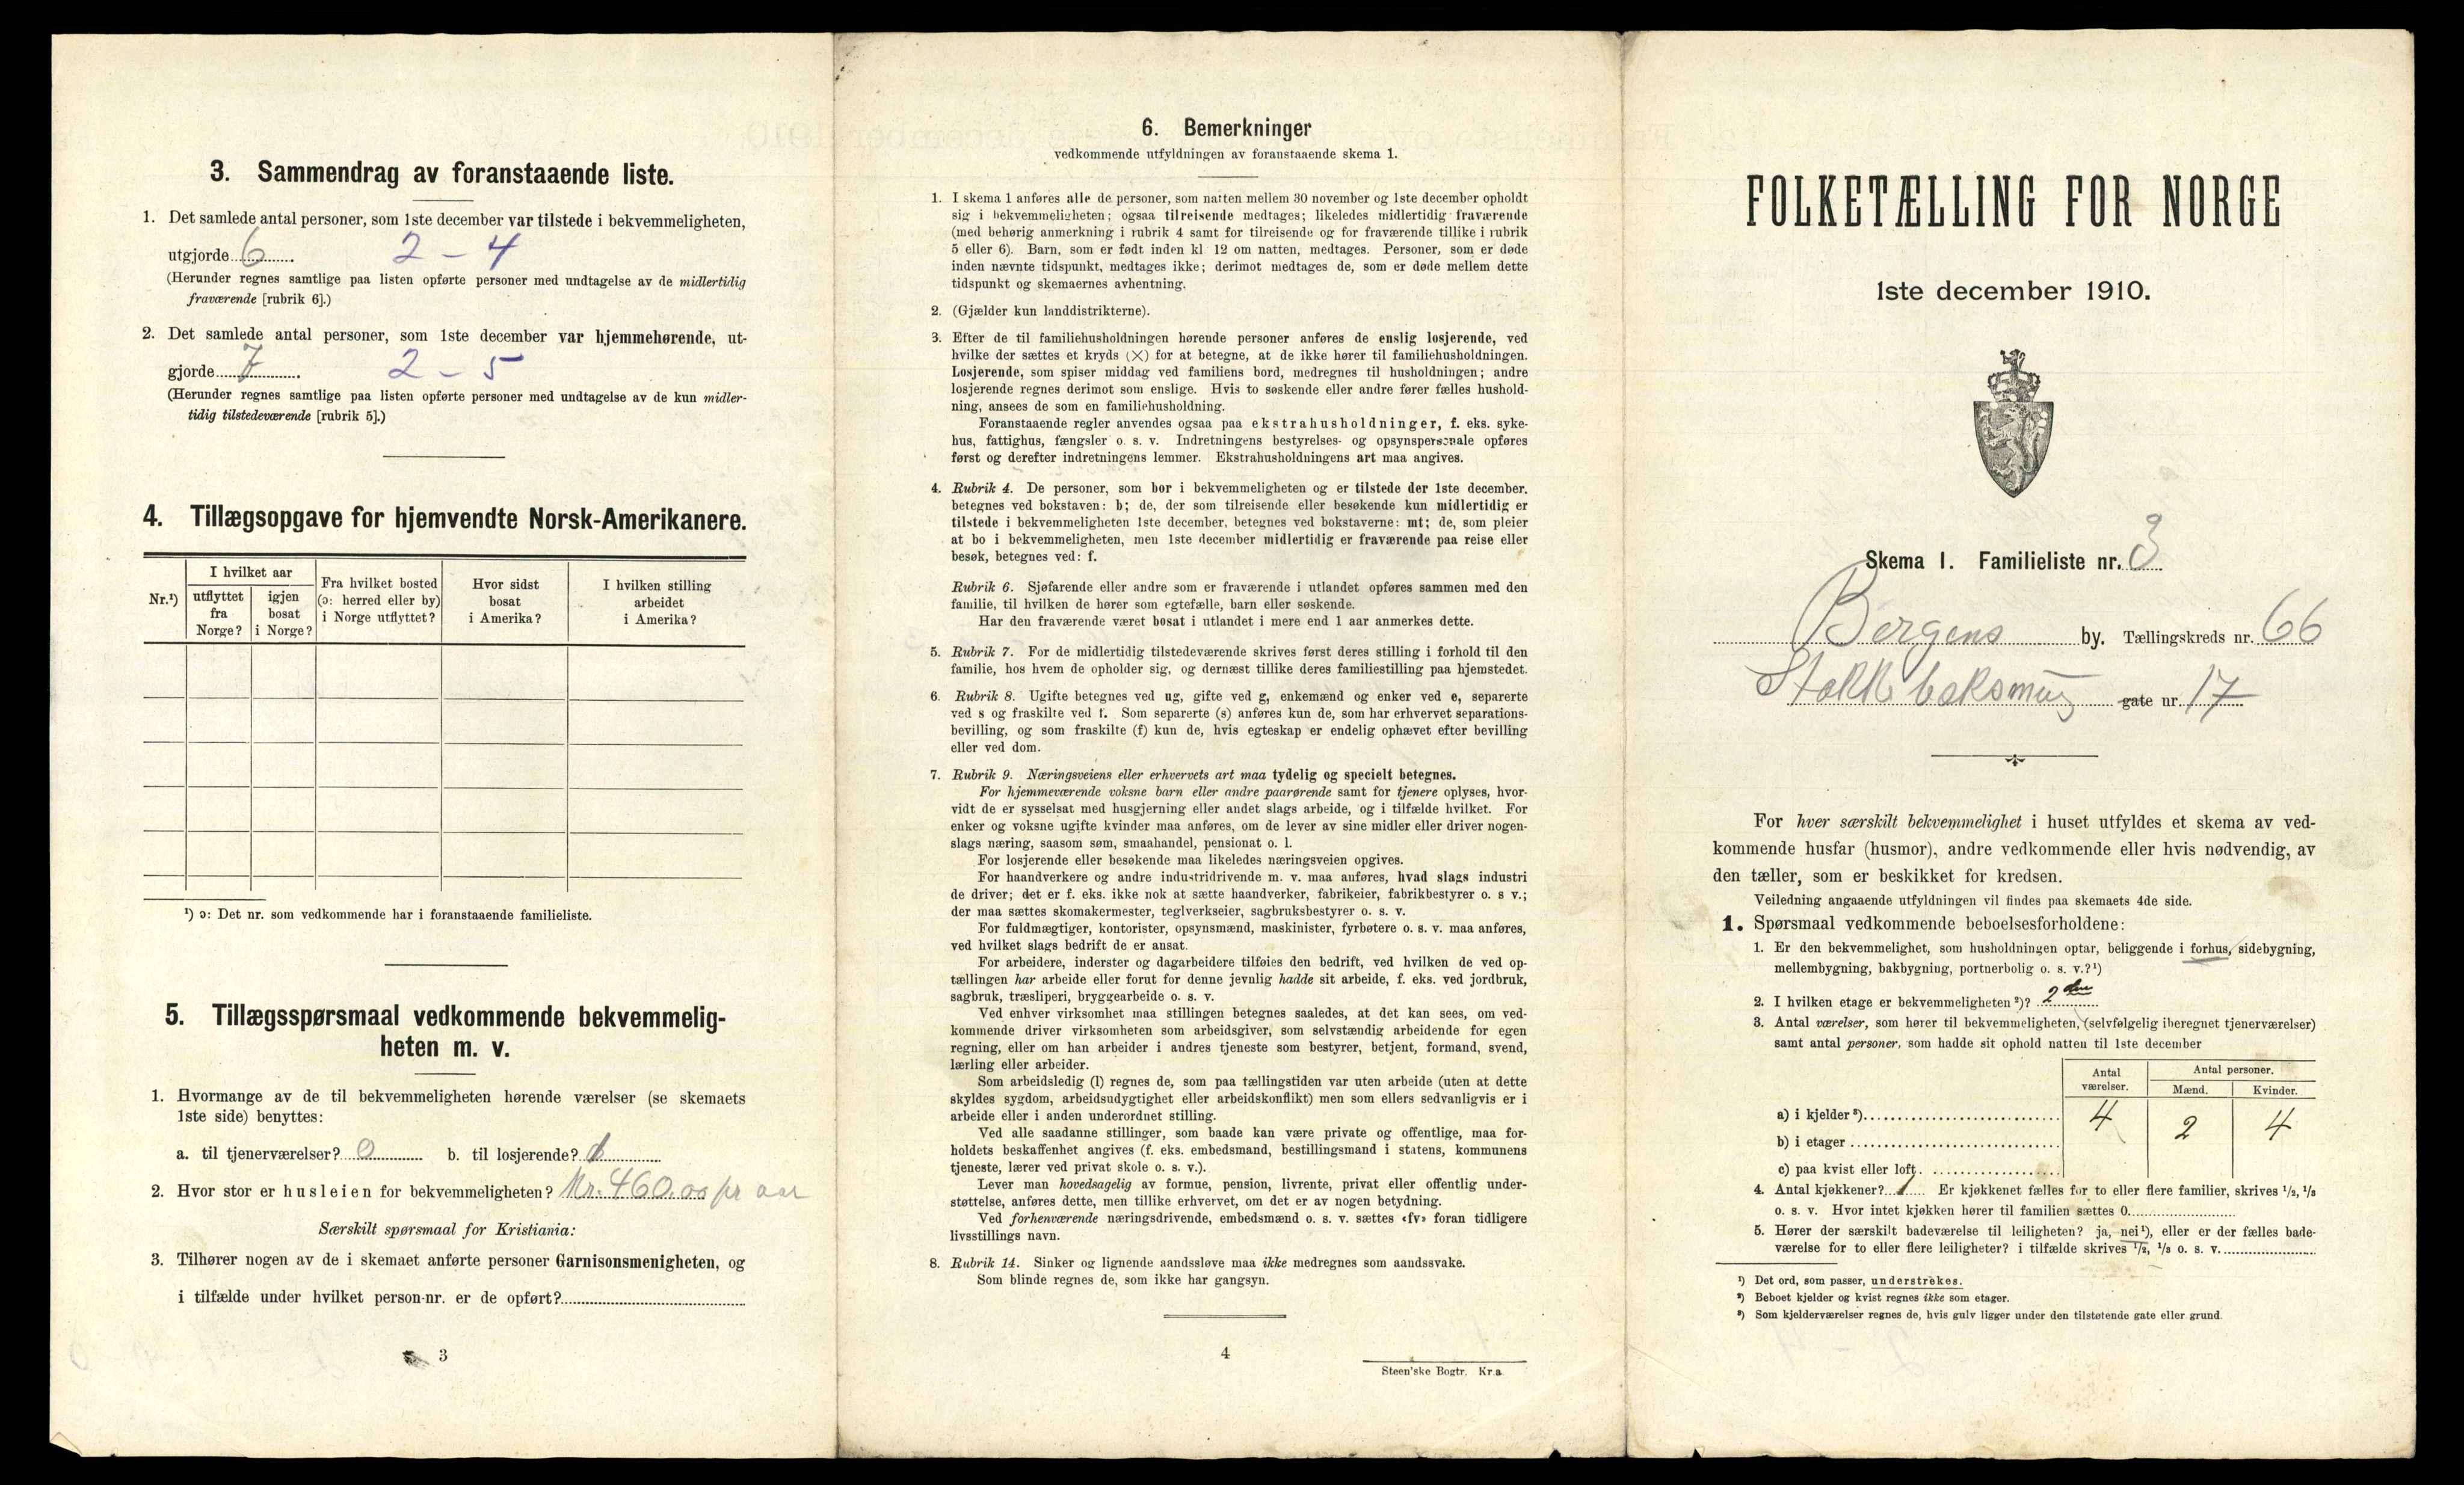 3. Sammendrag av foranstaaende liste.
1. Det samlede antal personer, som 1ste december var tilstede i bekvemmeligheten,
utgjorde 6 2 - 4
(Herunder regnes samtlige paa listen opførte personer med undtagelse av de midlertidig
fraværende [rubrik 6].)
2. Det samlede antal personer, som 1ste december var hjemmehørende, ut-
gjorde 7 2 - 5
(Herunder regnes samtlige paa listen opførte personer med undtagelse av de kun midler-
tidig tilstedeværende [rubrik 5].)
4. Tillægsopgave for hjemvendte Norsk-Amerikanere.
Nr.¹)
I hvilket aar
utflyttet
fra
Norge?
igjen
bosat
i Norge?
Fra hvilket bosted
(ɔ: herred eller by)
i Norge utflyttet?
Hvor sidst
bosat
i Amerika?
I hvilken stilling
arbeidet
i Amerika?
¹) ɔ: Det nr. som vedkommende har i foranstaaende familieliste.
5. Tillægsspørsmaal vedkommende bekvemmelig-
heten m. v.
1. Hvormange av de til bekvemmeligheten hørende værelser (se skemaets
1ste side) benyttes:
a. til tjenerværelser? 0 b. til losjerende?
2. Hvor stor er husleien for bekvemmeligheten? Kr. 460.00 pr aar
Særskilt spørsmaal for Kristiania:
3. Tilhører nogen av de i skemaet anførte personer Garnisonsmenigheten, og
i tilfælde under hvilket person-nr. er de opført?
3
6. Bemerkninger
vedkommende utfyldningen av foranstaaende skema 1.
1. I skema 1 anføres alle de personer, som natten mellem 30 november og 1ste december opholdt
sig i bekvemmeligheten; ogsaa tilreisende medtages; likeledes midlertidig fraværende
(med behørig anmerkning i rubrik 4 samt for tilreisende og for fraværende tillike i rubrik
5 eller 6). Barn, som er født inden kl 12 om natten, medtages. Personer, som er døde
inden nævnte tidspunkt, medtages ikke; derimot medtages de, som er døde mellem dette
tidspunkt og skemaernes avhentning.
2. (Gjælder kun landdistrikterne).
3. Efter de til familiehusholdningen hørende personer anføres de enslig losjerende, ved
hvilke der sættes et kryds (×) for at betegne, at de ikke hører til familiehusholdningen.
Losjerende, som spiser middag ved familiens bord, medregnes til husholdningen; andre
losjerende regnes derimot som enslige. Hvis to søskende eller andre fører fælles hushold-
ning, ansees de som en familiehusholdning.
Foranstaaende regler anvendes ogsaa paa ekstrahusholdninger, f. eks. syke-
hus, fattighus, fængsler o. s. v. Indretningens bestyrelses- og opsynspersonale opføres
først og derefter indretningens lemmer. Ekstrahusholdningens art maa angives.
4. Rubrik 4. De personer, som bor i bekvemmeligheten og er tilstede der 1ste december,
betegnes ved bokstaven: b; de, der som tilreisende eller besøkende kun midlertidig er
tilstede i bekvemmeligheten 1ste december, betegnes ved bokstaverne: mt; de, som pleier
at bo i bekvemmeligheten, men 1ste december midlertidig er fraværende paa reise eller
besøk, betegnes ved: f.
Rubrik 6. Sjøfarende eller andre som er fraværende i utlandet opføres sammen med den
familie, til hvilken de hører som egtefælle, barn eller søskende.
Har den fraværende været bosat i utlandet i mere end 1 aar anmerkes dette.
5. Rubrik 7. For de midlertidig tilstedeværende skrives først deres stilling i forhold til den
familie, hos hvem de opholder sig, og dernæst tillike deres familiestilling paa hjemstedet.
6. Rubrik 8. Ugifte betegnes ved ug, gifte ved g, enkemænd og enker ved e, separerte
ved s og fraskilte ved f. Som separerte (s) anføres kun de, som har erhvervet separations-
bevilling, og som fraskilte (f) kun de, hvis egteskap er endelig ophævet efter bevilling
eller ved dom.
7. Rubrik 9. Næringsveiens eller erhvervets art maa tydelig og specielt betegnes.
For hjemmeværende voksne barn eller andre paarørende samt for tjenere oplyses, hvor-
vidt de er sysselsat med husgjerning eller andet slags arbeide, og i tilfælde hvilket. For
enker og voksne ugifte kvinder maa anføres, om de lever av sine midler eller driver nogen-
slags næring, saasom søm, smaahandel, pensionat o. l.
For losjerende eller besøkende maa likeledes næringsveien opgives.
For haandverkere og andre industridrivende m. v. maa anføres, hvad slags industri
de driver; det er f. eks. ikke nok at sætte haandverker, fabrikeier, fabrikbestyrer o. s v.;
der maa sættes skomakermester, teglverkseier, sagbruksbestyrer o. s. v.
For fuldmægtiger, kontorister, opsynsmænd, maskinister, fyrbøtere o. s. v. maa anføres,
ved hvilket slags bedrift de er ansat.
For arbeidere, inderster og dagarbeidere tilføies den bedrift, ved hvilken de ved op-
tællingen har arbeide eller forut for denne jevnlig hadde sit arbeide, f. eks. ved jordbruk,
sagbruk, træsliperi, bryggearbeide o. s. v.
Ved enhver virksomhet maa stillingen betegnes saaledes, at det kan sees, om ved-
kommende driver virksomheten som arbeidsgiver, som selvstændig arbeidende for egen
regning, eller om han arbeider i andres tjeneste som bestyrer, betjent, formand, svend,
lærling eller arbeider.
Som arbeidsledig (l) regnes de, som paa tællingstiden var uten arbeide (uten at dette
skyldes sygdom, arbeidsudygtighet eller arbeidskonflikt) men som ellers sedvanligvis er i
arbeide eller i anden underordnet stilling.
Ved alle saadanne stillinger, som baade kan være private og offentlige, maa for-
holdets beskaffenhet angives (f. eks. embedsmand, bestillingsmand i statens, kommunens
tjeneste, lærer ved privat skole o. s. v.).
Lever man hovedsagelig av formue, pension, livrente, privat eller offentlig under-
støttelse, anføres dette, men tillike erhvervet, om det er av nogen betydning.
Ved forhenværende næringsdrivende, embedsmænd o. s. v. sættes «fv» foran tidligere
livsstillings navn.
8. Rubrik 14. Sinker og lignende aandssløve maa ikke medregnes som aandssvake.
Som blinde regnes de, som ikke har gangsyn.
4
Steen'ske Bogtr. Kr.a
FOLKETÆLLING FOR NORGE
1ste december 1910.
Skema 1. Familieliste nr. 3
Bergens by. Tællingskreds nr. 66
gate nr. 17
For hver særskilt bekvemmelighet i huset utfyldes et skema av ved-
kommende husfar (husmor), andre vedkommende eller hvis nødvendig, av
den tæller, som er beskikket for kredsen.
Veiledning angaaende utfyldningen vil findes paa skemaets 4de side.
1. Spørsmaal vedkommende beboelsesforholdene:
1. Er den bekvemmelighet, som husholdningen optar, beliggende i forhus, sidebygning,
mellembygning, bakbygning, portnerbolig o. s. v.?¹)
2. I hvilken etage er bekvemmeligheten²)? 2den
3. Antal værelser, som hører til bekvemmeligheten, (selvfølgelig iberegnet tjenerværelser)
samt antal personer, som hadde sit ophold natten til 1ste december
Antal
værelser.
Antal personer.
Mænd. Kvinder.
a) i kjelder³)
b) i etager 4 2 4
c) paa kvist eller loft
4. Antal kjøkkener? 1 Er kjøkkenet fælles for to eller flere familier, skrives ¹/₂, ¹/₃
o. s. v. Hvor intet kjøkken hører til familien sættes 0.
5. Hører der særskilt badeværelse til leiligheten? ja, nei¹), eller er der fælles bade-
værelse for to eller flere leiligheter? i tilfælde skrives ¹/₂, ¹/₃ o. s. v.
¹) Det ord, som passer, understrekes.
²) Beboet kjelder og kvist regnes ikke som etager.
³) Som kjelderværelser regnes de, hvis gulv ligger under den tilstøtende gate eller grund.